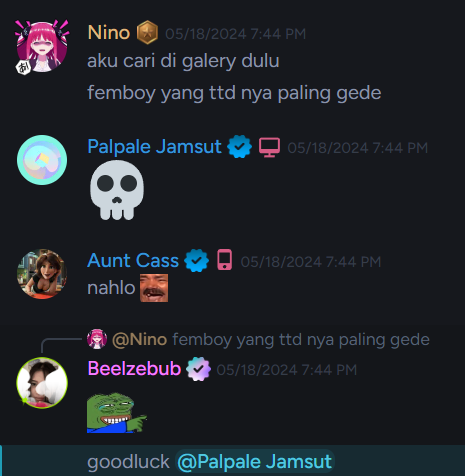 Nino 05/18/2024 7:44 PM
aku cari di galery dulu
femboy yang ttd nya paling gede
Palpale Jamsut 05/18/2024 7:44 PM
Aunt Cass 05/18/2024 7:44 PM
nahlo
@Nino femboy yang ttd nya paling gede
Beelzebub 05/18/2024 7:44 PM
goodluck @Palpale Jamsut